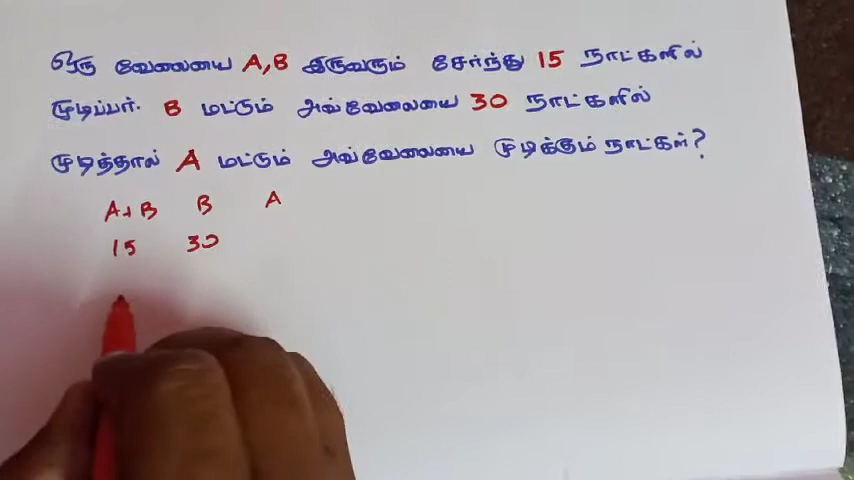 ஒரு வேலையை A,B இருவரும் சேர்ந்து 15 நாட்களில்
முடிப்பர். B மட்டும் அவ்வேலையை 30 நாட்களில்
முடித்தால் A மட்டும் அவ்வேலையை முடிக்கும் நாட்கள்?
A+B B A
15 30